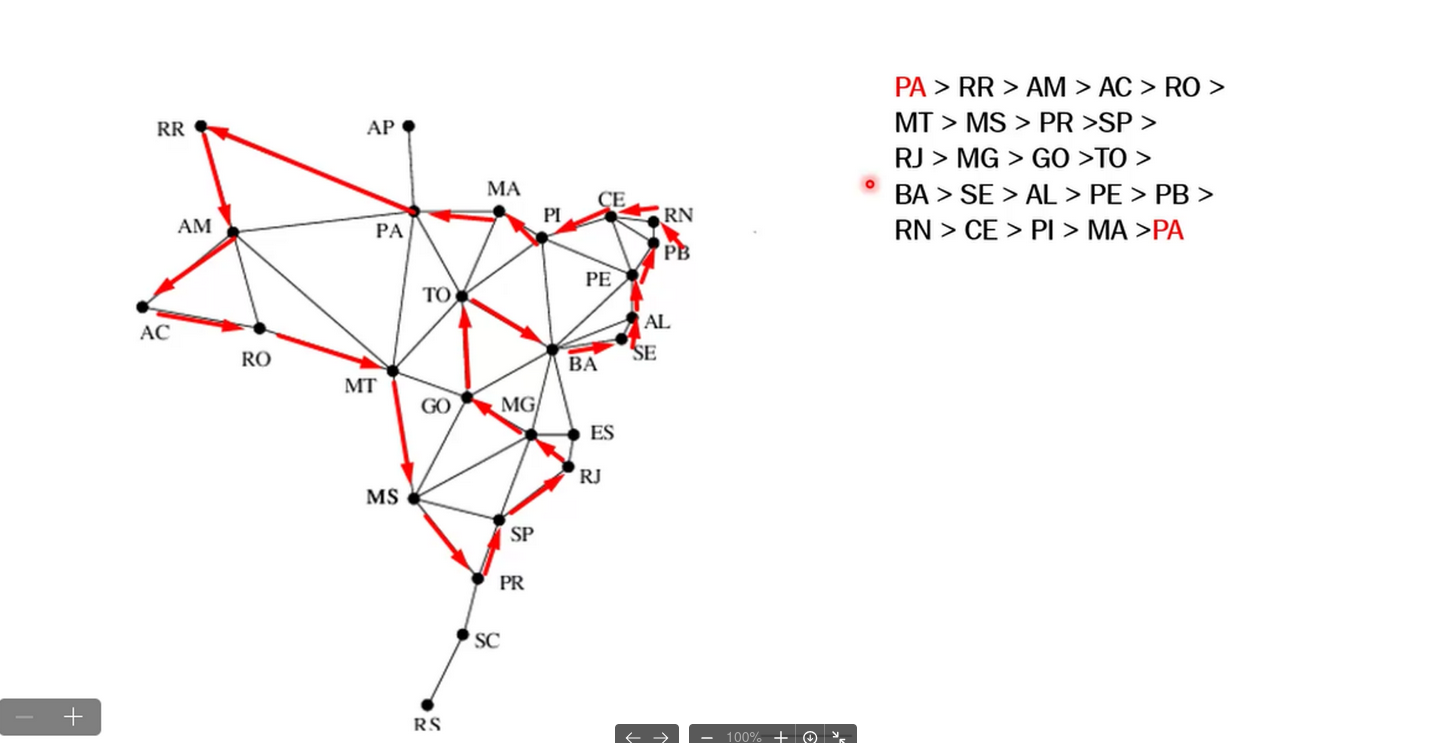 PA > RR > AM > AC > RO >
MT > MS > PR >SP >
RJ > MG > GO >TO >
BA > SE > AL > PE > PB >
RN > CE > PI > MA >PA
RR
AP
MA
CE
PI
RN
AM
PA
PB
PE
TO
AL
AC
SE
RO
BA
MT
GO
MG
ES
RJ
MS
SP
PR
SC
RS
100%